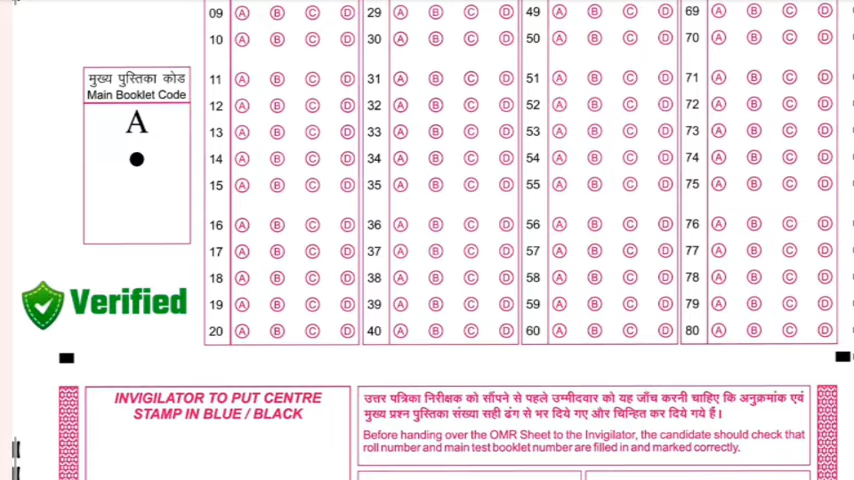 09 Ⓐ Ⓑ Ⓒ Ⓓ 29 Ⓐ Ⓑ Ⓒ Ⓓ 49 Ⓐ Ⓑ Ⓒ Ⓓ 69 Ⓐ Ⓑ Ⓒ Ⓓ
10 Ⓐ Ⓑ Ⓒ Ⓓ 30 Ⓐ Ⓑ Ⓒ Ⓓ 50 Ⓐ Ⓑ Ⓒ Ⓓ 70 Ⓐ Ⓑ Ⓒ Ⓓ
मुख्य पुस्तिका कोड
Main Booklet Code
A
11 Ⓐ Ⓑ Ⓒ Ⓓ 31 Ⓐ Ⓑ Ⓒ Ⓓ 51 Ⓐ Ⓑ Ⓒ Ⓓ 71 Ⓐ Ⓑ Ⓒ Ⓓ
12 Ⓐ Ⓑ Ⓒ Ⓓ 32 Ⓐ Ⓑ Ⓒ Ⓓ 52 Ⓐ Ⓑ Ⓒ Ⓓ 72 Ⓐ Ⓑ Ⓒ Ⓓ
13 Ⓐ Ⓑ Ⓒ Ⓓ 33 Ⓐ Ⓑ Ⓒ Ⓓ 53 Ⓐ Ⓑ Ⓒ Ⓓ 73 Ⓐ Ⓑ Ⓒ Ⓓ
14 Ⓐ Ⓑ Ⓒ Ⓓ 34 Ⓐ Ⓑ Ⓒ Ⓓ 54 Ⓐ Ⓑ Ⓒ Ⓓ 74 Ⓐ Ⓑ Ⓒ Ⓓ
15 Ⓐ Ⓑ Ⓒ Ⓓ 35 Ⓐ Ⓑ Ⓒ Ⓓ 55 Ⓐ Ⓑ Ⓒ Ⓓ 75 Ⓐ Ⓑ Ⓒ Ⓓ
16 Ⓐ Ⓑ Ⓒ Ⓓ 36 Ⓐ Ⓑ Ⓒ Ⓓ 56 Ⓐ Ⓑ Ⓒ Ⓓ 76 Ⓐ Ⓑ Ⓒ Ⓓ
17 Ⓐ Ⓑ Ⓒ Ⓓ 37 Ⓐ Ⓑ Ⓒ Ⓓ 57 Ⓐ Ⓑ Ⓒ Ⓓ 77 Ⓐ Ⓑ Ⓒ Ⓓ
18 Ⓐ Ⓑ Ⓒ Ⓓ 38 Ⓐ Ⓑ Ⓒ Ⓓ 58 Ⓐ Ⓑ Ⓒ Ⓓ 78 Ⓐ Ⓑ Ⓒ Ⓓ
19 Ⓐ Ⓑ Ⓒ Ⓓ 39 Ⓐ Ⓑ Ⓒ Ⓓ 59 Ⓐ Ⓑ Ⓒ Ⓓ 79 Ⓐ Ⓑ Ⓒ Ⓓ
20 Ⓐ Ⓑ Ⓒ Ⓓ 40 Ⓐ Ⓑ Ⓒ Ⓓ 60 Ⓐ Ⓑ Ⓒ Ⓓ 80 Ⓐ Ⓑ Ⓒ Ⓓ
Verified
INVIGILATOR TO PUT CENTRE
STAMP IN BLUE / BLACK
उत्तर पत्रिका निरीक्षक को सौंपने से पहले उम्मीदवार को यह जाँच करनी चाहिए कि अनुक्रमांक एवं
मुख्य प्रश्न पुस्तिका संख्या सही ढंग से भर दिये गए और चिन्हित कर दिये गये हैं।
Before handing over the OMR Sheet to the Invigilator, the candidate should check that
roll number and main test booklet number are filled in and marked correctly.